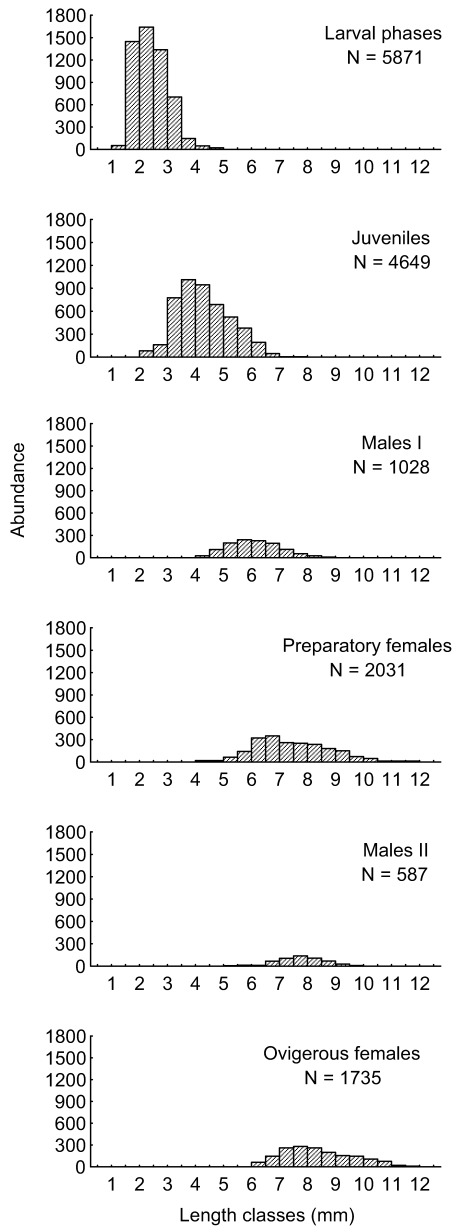 Larval phases
N = 5871
1800
1500
1200
900
600
300
0
1 2 3 4 5 6 7 8 9 10 11 12
Juveniles
N = 4649
1800
1500
1200
900
600
300
0
1 2 3 4 5 6 7 8 9 10 11 12
Males I
N = 1028
1800
1500
1200
900
600
300
0
1 2 3 4 5 6 7 8 9 10 11 12
Abundance
Preparatory females
N = 2031
1800
1500
1200
900
600
300
0
1 2 3 4 5 6 7 8 9 10 11 12
Males II
N = 587
1800
1500
1200
900
600
300
0
1 2 3 4 5 6 7 8 9 10 11 12
Ovigerous females
N = 1735
1800
1500
1200
900
600
300
0
1 2 3 4 5 6 7 8 9 10 11 12
Length classes (mm)